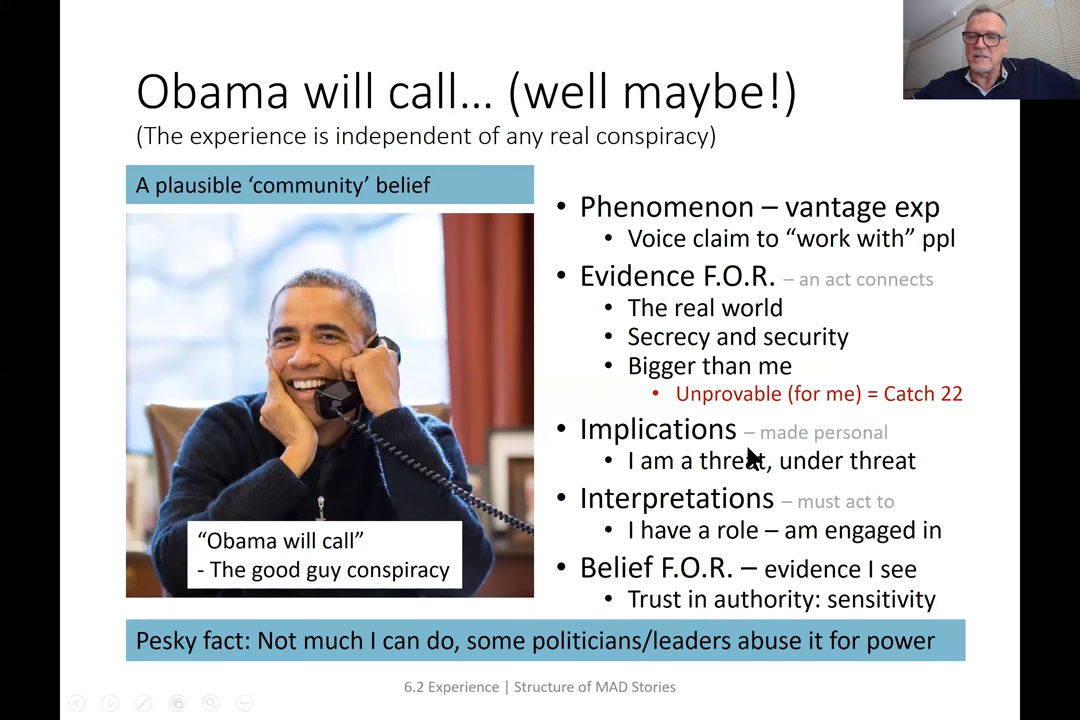 Obama will call... (well maybe!)
(The experience is independent of any real conspiracy)
A plausible ‘community’ belief
“Obama will call”
- The good guy conspiracy
• Phenomenon – vantage exp
• Voice claim to “work with” ppl
• Evidence F.O.R. – an act connects
• The real world
• Secrecy and security
• Bigger than me
• Unprovable (for me) = Catch 22
• Implications – made personal
• I am a threat, under threat
• Interpretations – must act to
• I have a role – am engaged in
• Belief F.O.R. – evidence I see
• Trust in authority: sensitivity
Pesky fact: Not much I can do, some politicians/leaders abuse it for power
6.2 Experience | Structure of MAD Stories